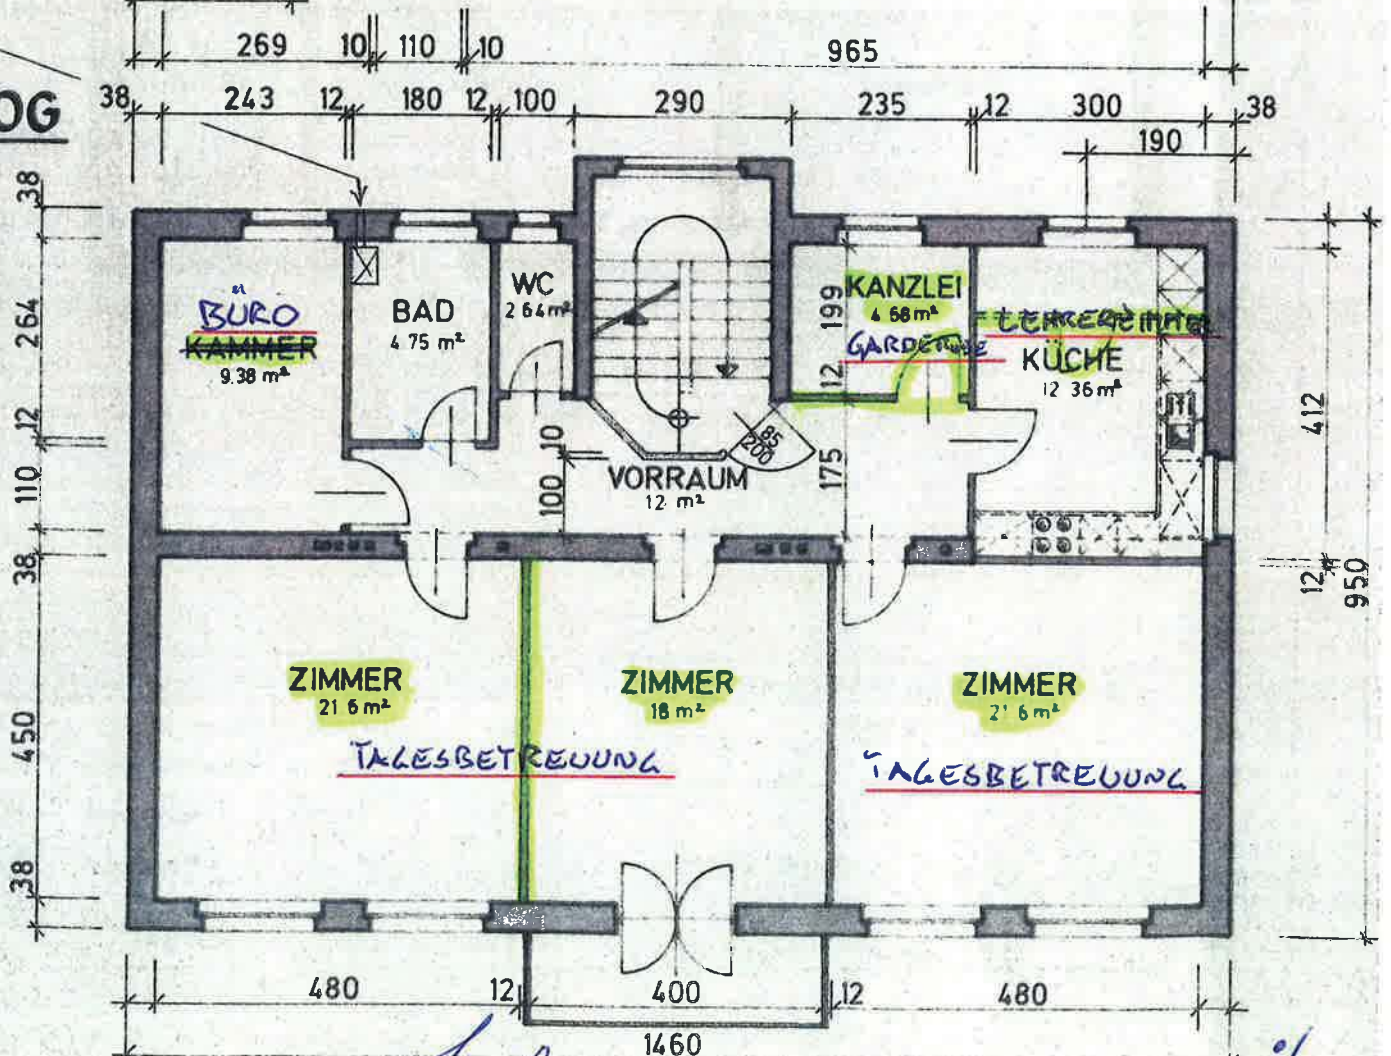 269 10 110 10 965
OG
38 243 12 180 12 100 290 235 12 300 38
190
38
264
12
110
38
450
38
BÜRO
KAMMER
9.38 m²
BAD
4.75 m²
WC
2 64 m²
KANZLEI
4 68 m²
GARDEROBE
199
12
175
LEHRERZIMMER
KÜCHE
12 36 m²
85
200
10
100
VORRAUM
12 m²
412
12
950
ZIMMER
21 6 m²
ZIMMER
18 m²
ZIMMER
21 6 m²
TAGESBETREUUNG
TAGESBETREUUNG
480 12 400 12 480
1460